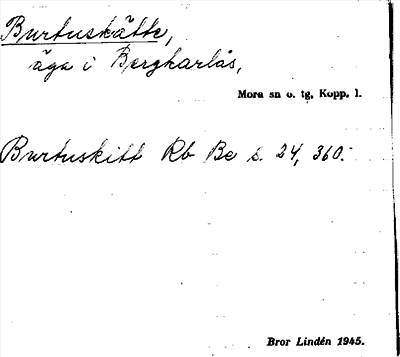 Burtuskätte,
äga i Bergkarlås,
Mora sn o. tg, Kopp. l.
Burtuskitt Rb Be s. 24, 360.
Bror Lindén 1945.